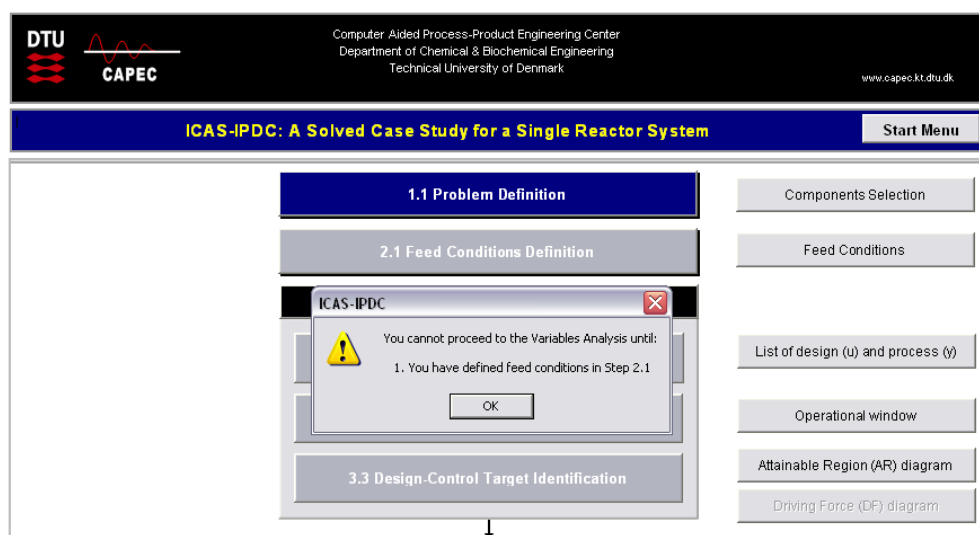 DTU
CAPEC
Computer Aided Process-Product Engineering Center
Department of Chemical & Biochemical Engineering
Technical University of Denmark
www.capec.kt.dtu.dk
ICAS-IPDC: A Solved Case Study for a Single Reactor System
Start Menu
1.1 Problem Definition
Components Selection
2.1 Feed Conditions Definition
Feed Conditions
ICAS-IPDC
You cannot proceed to the Variables Analysis until:
1. You have defined feed conditions in Step 2.1
OK
List of design (u) and process (y)
Operational window
3.3 Design-Control Target Identification
Attainable Region (AR) diagram
Driving Force (DF) diagram